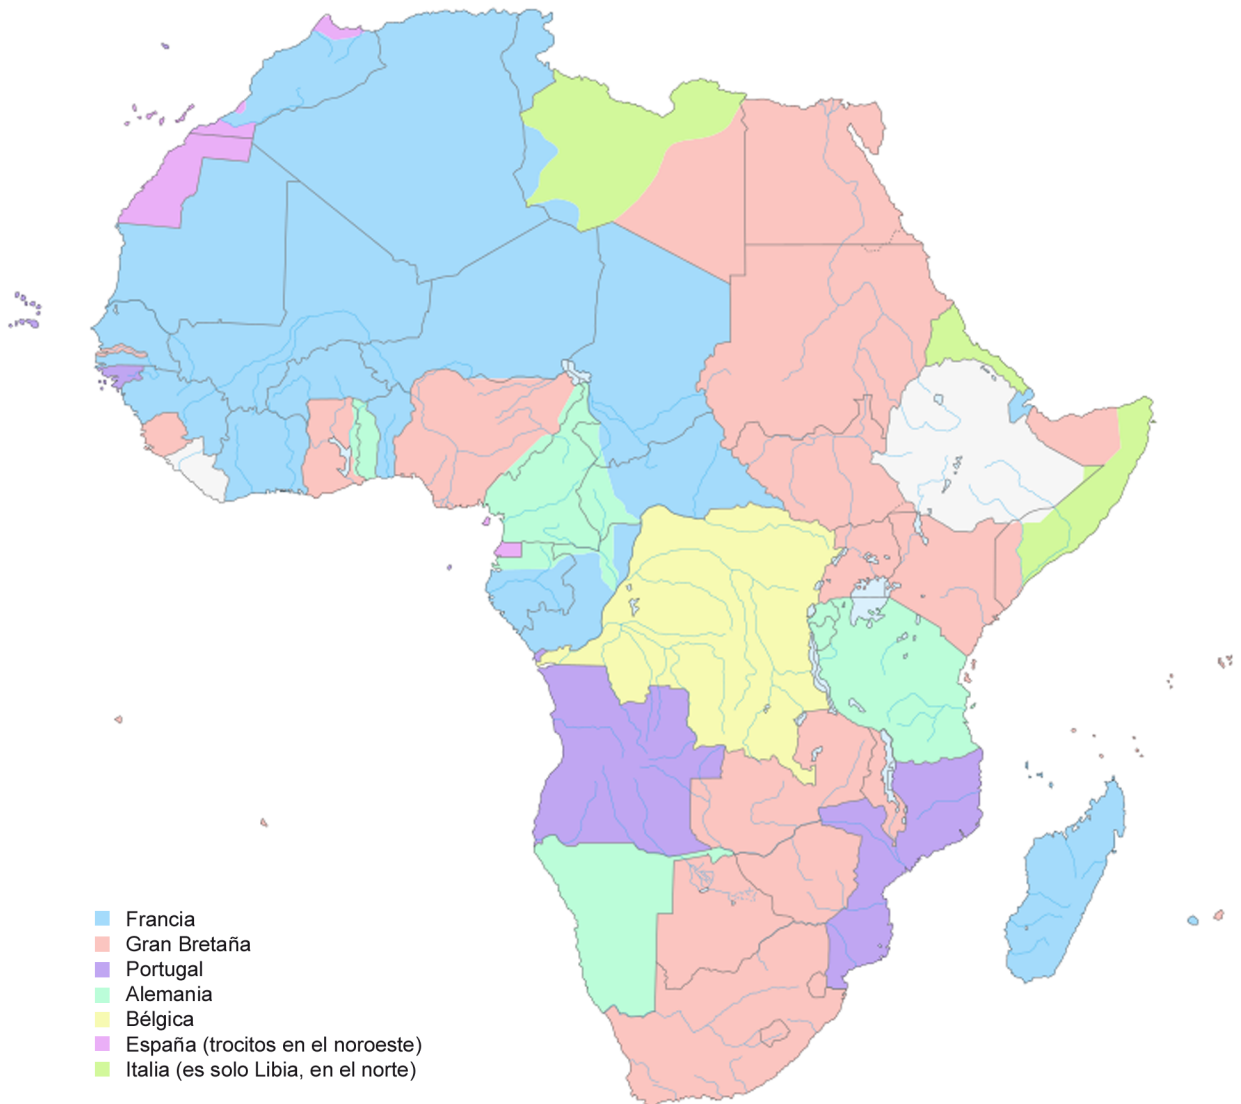 Francia
Gran Bretaña
Portugal
Alemania
Bélgica
España (trocitos en el noroeste)
Italia (es solo Libia, en el norte)